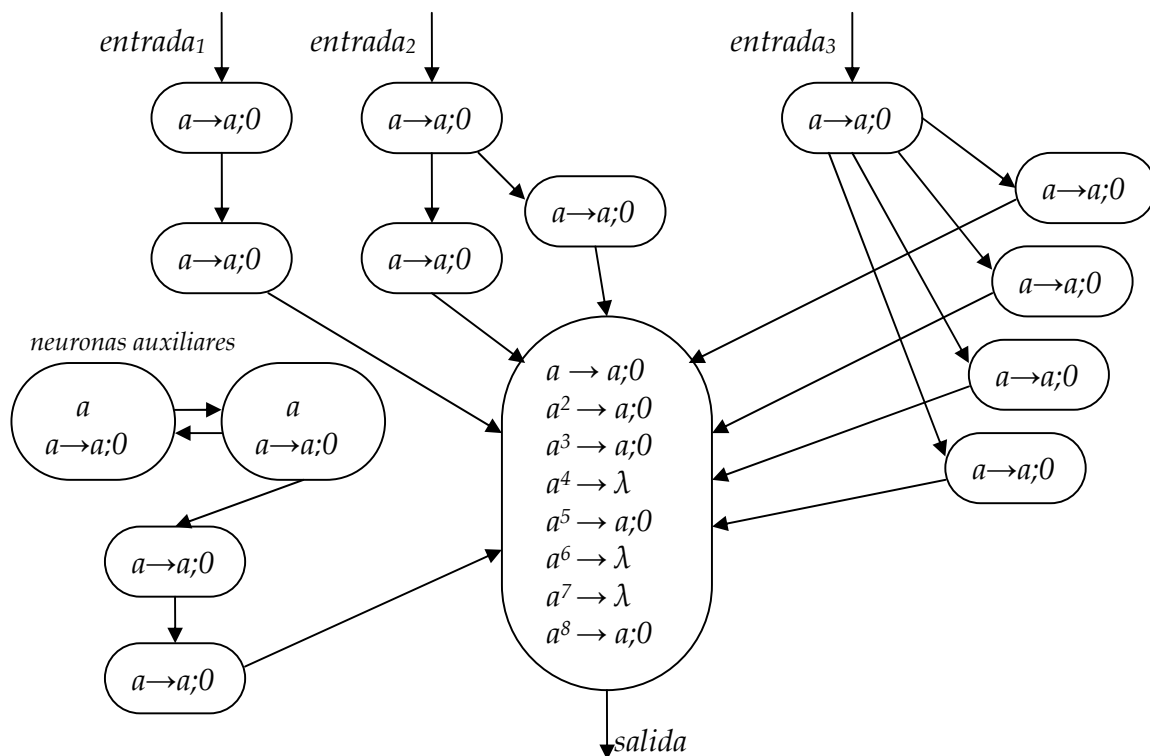 entrada₁
entrada₂
entrada₃
a→a;0
a→a;0
a→a;0
a→a;0
a→a;0
a→a;0
a→a;0
a→a;0
a→a;0
neuronas auxiliares
a
a→a;0
a
a→a;0
a → a;0
a² → a;0
a³ → a;0
a⁴ → λ
a⁵ → a;0
a⁶ → λ
a⁷ → λ
a⁸ → a;0
a→a;0
a→a;0
a→a;0
salida